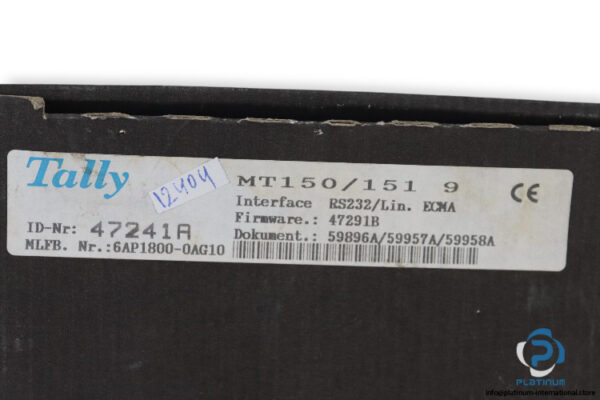 Tally
12404
MT150/151 9
CE
Interface RS232/Lin. ECMA
Firmware.: 47291B
ID-Nr: 47241A
Dokument.: 59896A/59957A/59958A
MLFB. Nr.:6AP1800-0AG10
PLATINUM
info@platinum-international.store